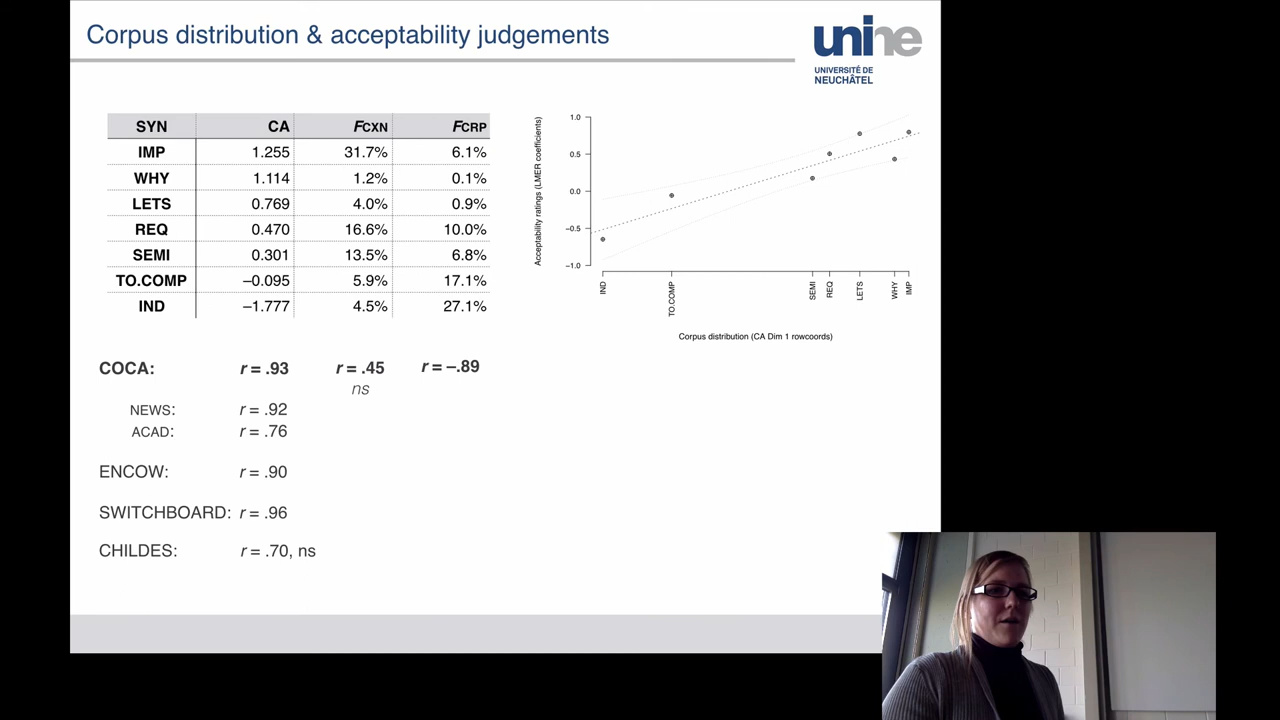 Corpus distribution & acceptability judgements
unine
UNIVERSITÉ DE
NEUCHÂTEL
SYN CA FCXN FCRP
IMP 1.255 31.7% 6.1%
WHY 1.114 1.2% 0.1%
LETS 0.769 4.0% 0.9%
REQ 0.470 16.6% 10.0%
SEMI 0.301 13.5% 6.8%
TO.COMP –0.095 5.9% 17.1%
IND –1.777 4.5% 27.1%
Acceptability ratings (LMER coefficients)
1.0
0.5
0.0
−0.5
−1.0
IND TO.COMP SEMI REQ LETS WHY IMP
Corpus distribution (CA Dim 1 rowcoords)
COCA: r = .93 r = .45 r = –.89
ns
NEWS: r = .92
ACAD: r = .76
ENCOW: r = .90
SWITCHBOARD: r = .96
CHILDES: r = .70, ns